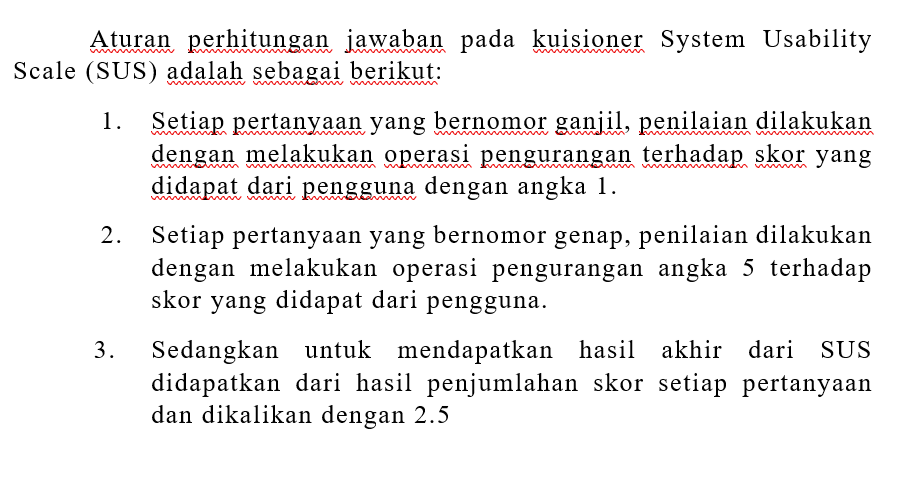 Aturan perhitungan jawaban pada kuisioner System Usability
Scale (SUS) adalah sebagai berikut:
1. Setiap pertanyaan yang bernomor ganjil, penilaian dilakukan
dengan melakukan operasi pengurangan terhadap skor yang
didapat dari pengguna dengan angka 1.
2. Setiap pertanyaan yang bernomor genap, penilaian dilakukan
dengan melakukan operasi pengurangan angka 5 terhadap
skor yang didapat dari pengguna.
3. Sedangkan untuk mendapatkan hasil akhir dari SUS
didapatkan dari hasil penjumlahan skor setiap pertanyaan
dan dikalikan dengan 2.5